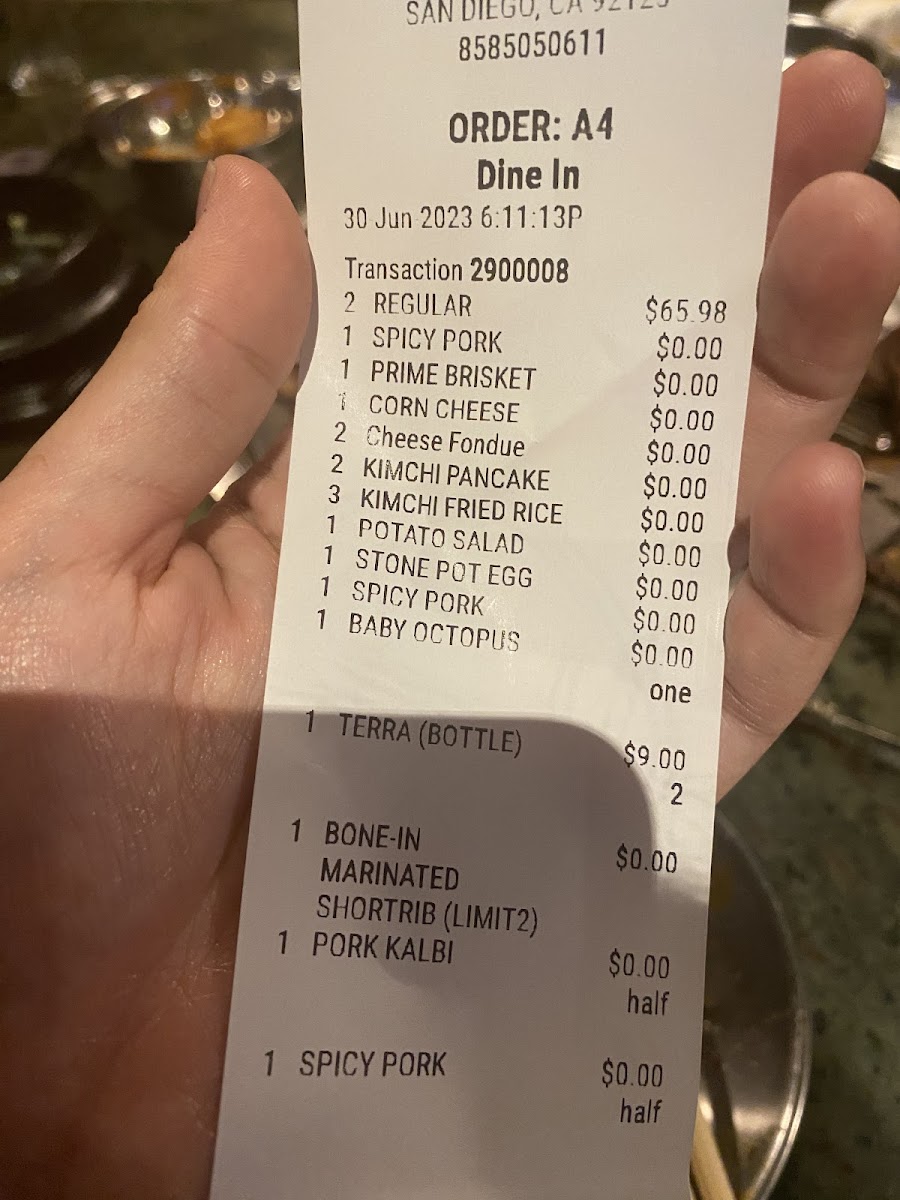 SAN DIEGO, CA 92123
8585050611
ORDER: A4
Dine In
30 Jun 2023 6:11:13P
Transaction 2900008
2 REGULAR $65.98
1 SPICY PORK $0.00
1 PRIME BRISKET $0.00
1 CORN CHEESE $0.00
2 Cheese Fondue $0.00
2 KIMCHI PANCAKE $0.00
3 KIMCHI FRIED RICE $0.00
1 POTATO SALAD $0.00
1 STONE POT EGG $0.00
1 SPICY PORK $0.00
1 BABY OCTOPUS $0.00
one
1 TERRA (BOTTLE) $9.00
2
1 BONE-IN $0.00
MARINATED
SHORTRIB (LIMIT2)
1 PORK KALBI $0.00
half
1 SPICY PORK $0.00
half